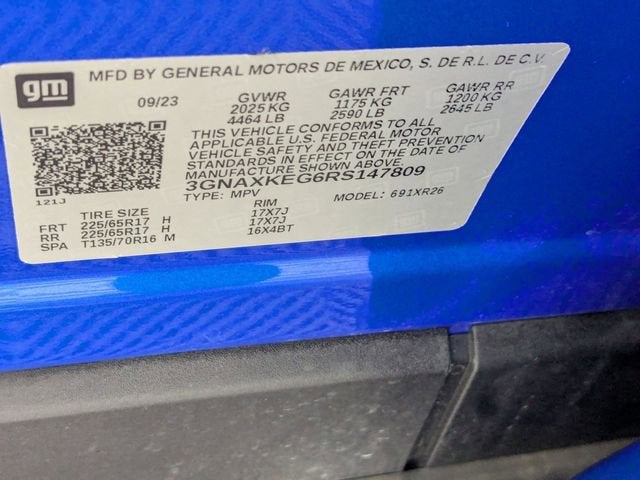 gm MFD BY GENERAL MOTORS DE MEXICO, S. DE R.L. DE C.V.
09/23 GVWR GAWR FRT GAWR RR
2025 KG 1175 KG 1200 KG
4464 LB 2590 LB 2645 LB
THIS VEHICLE CONFORMS TO ALL
APPLICABLE U.S. FEDERAL MOTOR
VEHICLE SAFETY AND THEFT PREVENTION
STANDARDS IN EFFECT ON THE DATE OF
MANUFACTURE SHOWN ABOVE.
3GNAXKEG6RS147809
TYPE: MPV MODEL: 691XR26
121J
TIRE SIZE RIM
FRT 225/65R17 H 17X7J
RR 225/65R17 H 17X7J
SPA T135/70R16 M 16X4BT